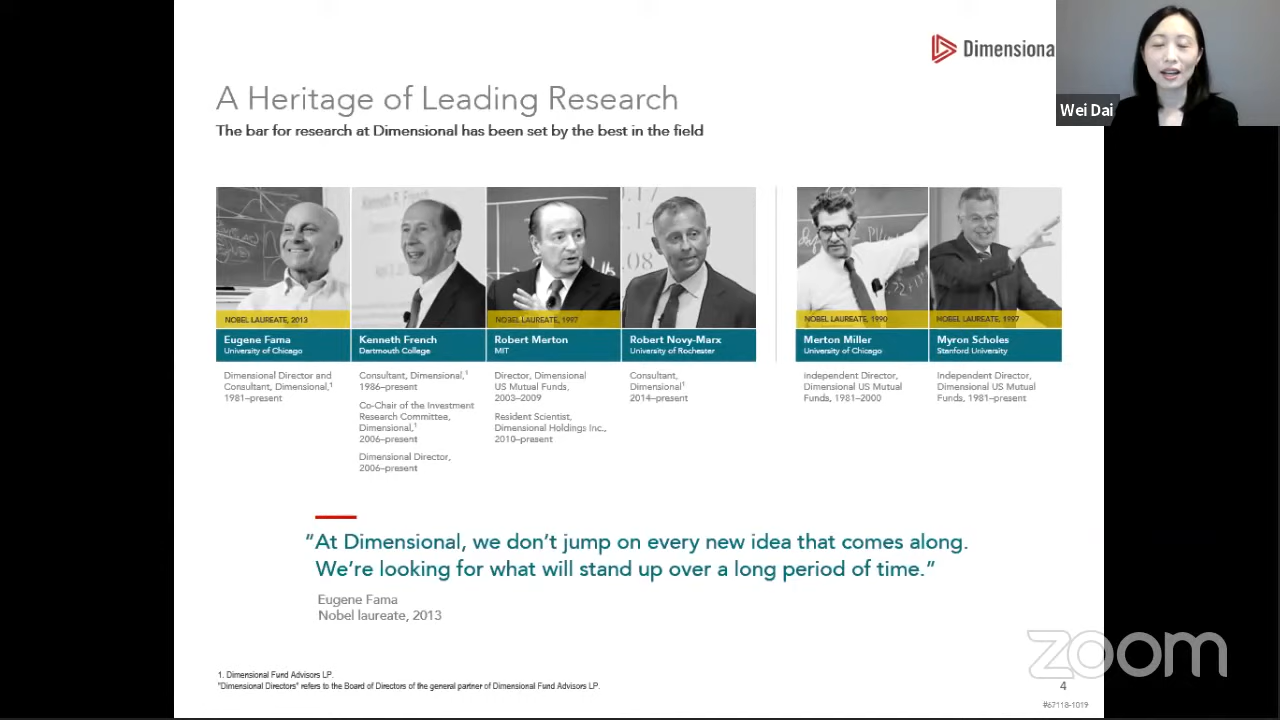 Dimensiona
Wei Dai
A Heritage of Leading Research
The bar for research at Dimensional has been set by the best in the field
NOBEL LAUREATE, 2013
Eugene Fama
University of Chicago
Dimensional Director and
Consultant, Dimensional,1
1981–present
Kenneth French
Dartmouth College
Consultant, Dimensional,1
1986–present
Co-Chair of the Investment
Research Committee,
Dimensional,1
2006–present
Dimensional Director,
2006–present
NOBEL LAUREATE, 1997
Robert Merton
MIT
Director, Dimensional
US Mutual Funds,
2003–2009
Resident Scientist,
Dimensional Holdings Inc.,
2010–present
Robert Novy-Marx
University of Rochester
Consultant,
Dimensional1
2014–present
NOBEL LAUREATE, 1990
Merton Miller
University of Chicago
Independent Director,
Dimensional US Mutual
Funds, 1981–2000
NOBEL LAUREATE, 1997
Myron Scholes
Stanford University
Independent Director,
Dimensional US Mutual
Funds, 1981–present
"At Dimensional, we don't jump on every new idea that comes along.
We're looking for what will stand up over a long period of time."
Eugene Fama
Nobel laureate, 2013
1. Dimensional Fund Advisors LP.
"Dimensional Directors" refers to the Board of Directors of the general partner of Dimensional Fund Advisors LP.
zoom
4
#67118-1019